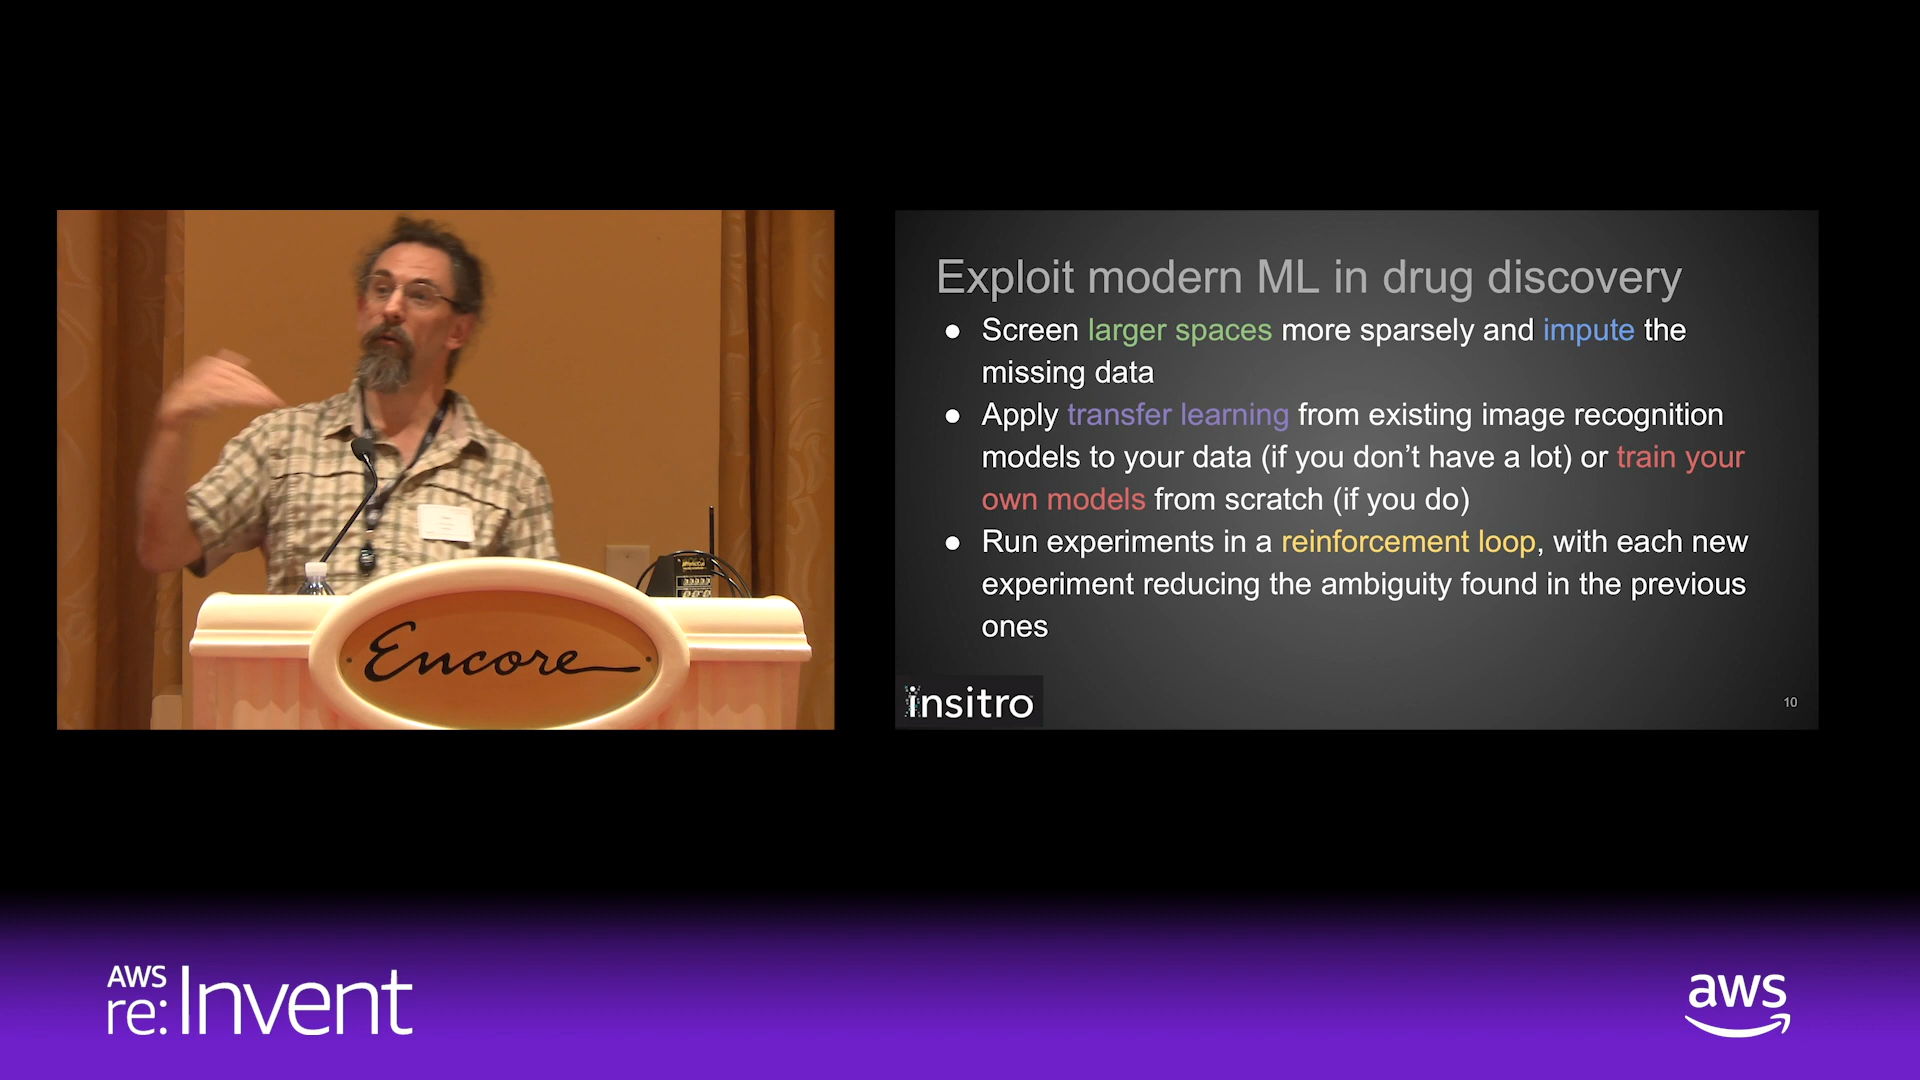 Encore
Exploit modern ML in drug discovery
● Screen larger spaces more sparsely and impute the
missing data
● Apply transfer learning from existing image recognition
models to your data (if you don't have a lot) or train your
own models from scratch (if you do)
● Run experiments in a reinforcement loop, with each new
experiment reducing the ambiguity found in the previous
ones
insitro
10
AWS
re:Invent
aws